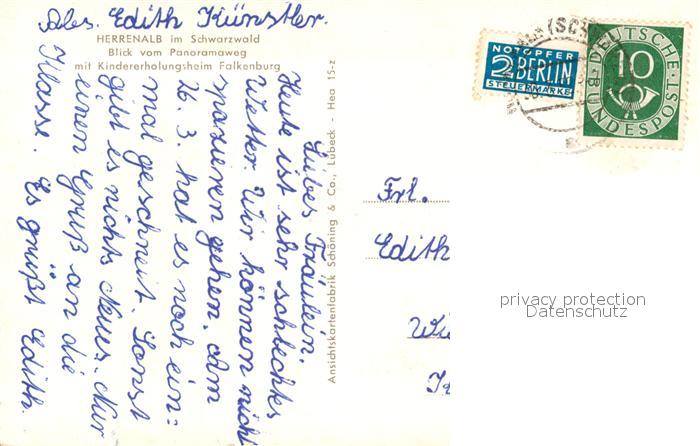 Abs. Edith Künstler.
HERRENALB im Schwarzwald
Blick vom Panoramaweg
mit Kindererholungsheim Falkenburg
Liebes Fräulein.
Heute ist sehr schlechtes
Wetter. Wir können nicht
spazieren gehen. Am
26. 3. hat es noch ein=
mal geschneit. Sonst
gibt es nichts Neues. Nur
einen Gruß an die
Klasse. Es grüßt Edith.
Ansichtskartenfabrik Schöning & Co., Lübeck - Hea 15-z
NOTOPFER
2 BERLIN
STEUERMARKE
DEUTSCHE
10
BUNDESPOST
Frl.
Edith
privacy protection
Datenschutz